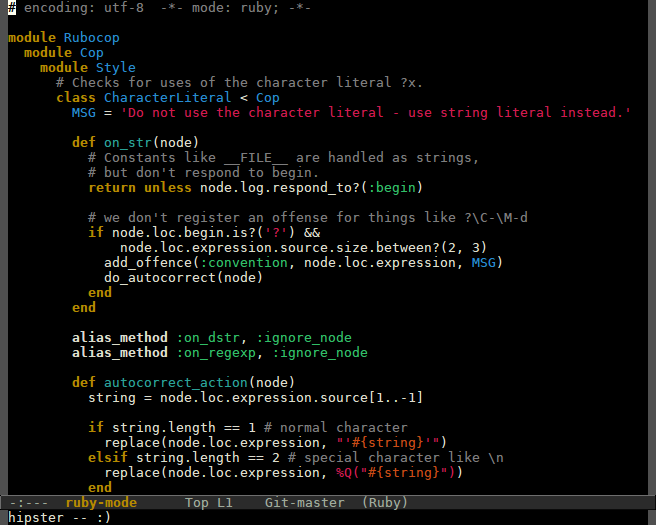 # encoding: utf-8  -*- mode: ruby; -*-

module Rubocop
  module Cop
    module Style
      # Checks for uses of the character literal ?x.
      class CharacterLiteral < Cop
        MSG = 'Do not use the character literal - use string literal instead.'

        def on_str(node)
          # Constants like __FILE__ are handled as strings,
          # but don't respond to begin.
          return unless node.log.respond_to?(:begin)

          # we don't register an offense for things like ?\C-\M-d
          if node.loc.begin.is?('?') &&
              node.loc.expression.source.size.between?(2, 3)
            add_offence(:convention, node.loc.expression, MSG)
            do_autocorrect(node)
          end
        end

        alias_method :on_dstr, :ignore_node
        alias_method :on_regexp, :ignore_node

        def autocorrect_action(node)
          string = node.loc.expression.source[1..-1]

          if string.length == 1 # normal character
            replace(node.loc.expression, "'#{string}'")
          elsif string.length == 2 # special character like \n
            replace(node.loc.expression, %Q("#{string}"))
          end
-:---  ruby-mode      Top L1    Git-master  (Ruby)
hipster -- :)